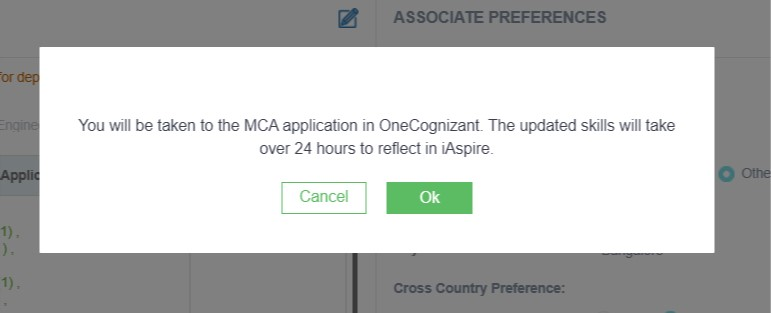 ASSOCIATE PREFERENCES
for dep
You will be taken to the MCA application in OneCognizant. The updated skills will take
over 24 hours to reflect in iAspire.
Engine
Applic
Othe
Cancel
Ok
1) ,
) ,
1) ,
Cross Country Preference: